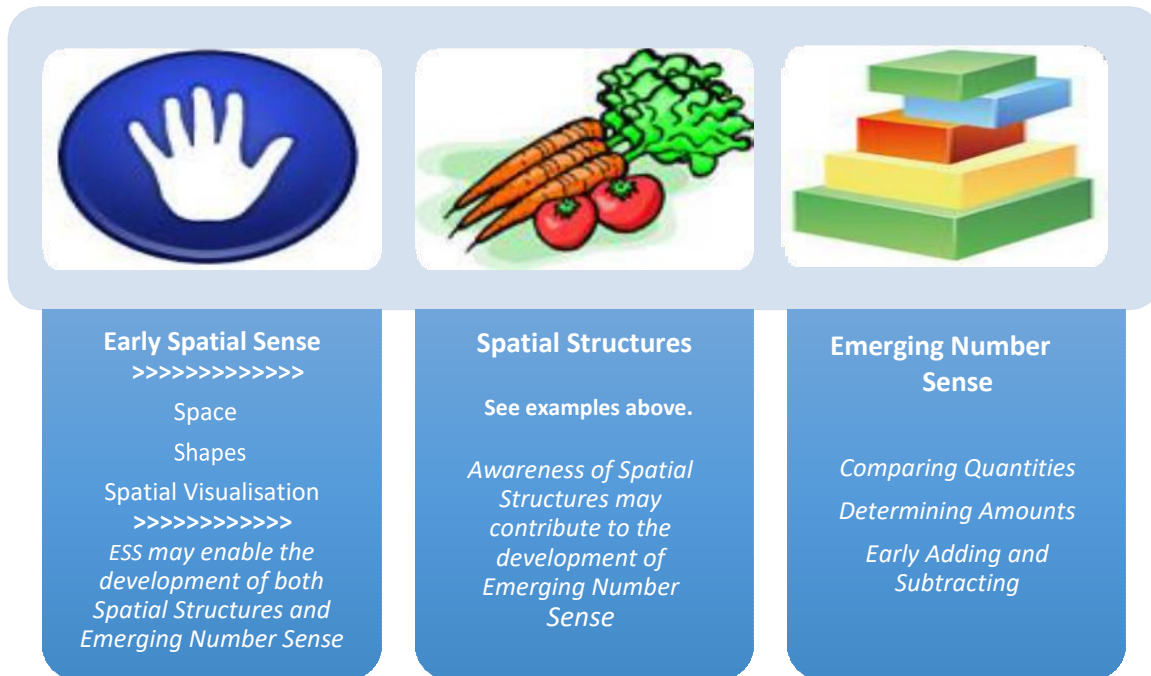 Early Spatial Sense
>>>>>>>>>>>>>
Space
Shapes
Spatial Visualisation
>>>>>>>>>>>>
ESS may enable the
development of both
Spatial Structures and
Emerging Number Sense
Spatial Structures
See examples above.
Awareness of Spatial
Structures may
contribute to the
development of
Emerging Number
Sense
Emerging Number
Sense
Comparing Quantities
Determining Amounts
Early Adding and
Subtracting